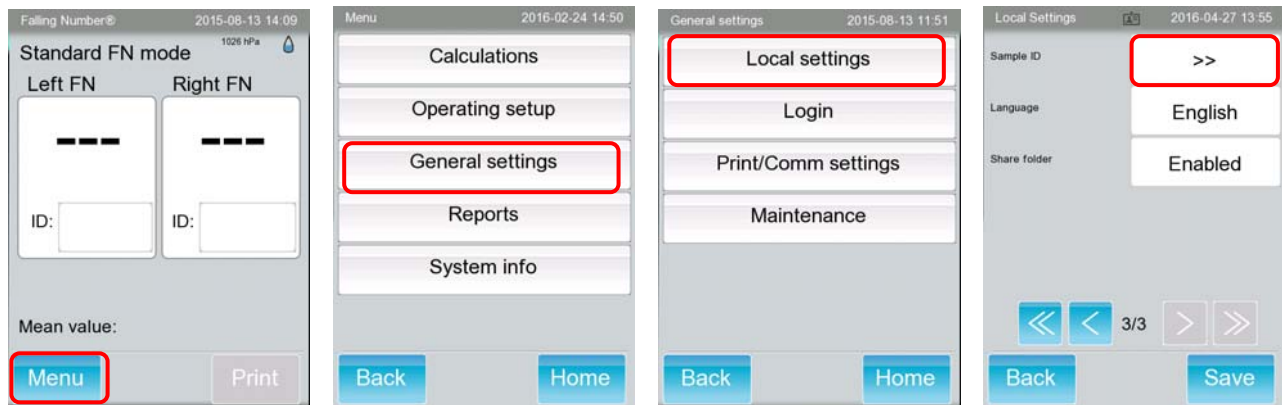 Falling Number® 2015-08-13 14:09
Standard FN mode 1026 hPa
Left FN Right FN
--- ---
ID: ID:
Mean value:
Menu Print
Menu 2016-02-24 14:50
Calculations
Operating setup
General settings
Reports
System info
Back Home
General settings 2015-08-13 11:51
Local settings
Login
Print/Comm settings
Maintenance
Back Home
Local Settings 2016-04-27 13:55
Sample ID >>
Language English
Share folder Enabled
3/3
Back Save